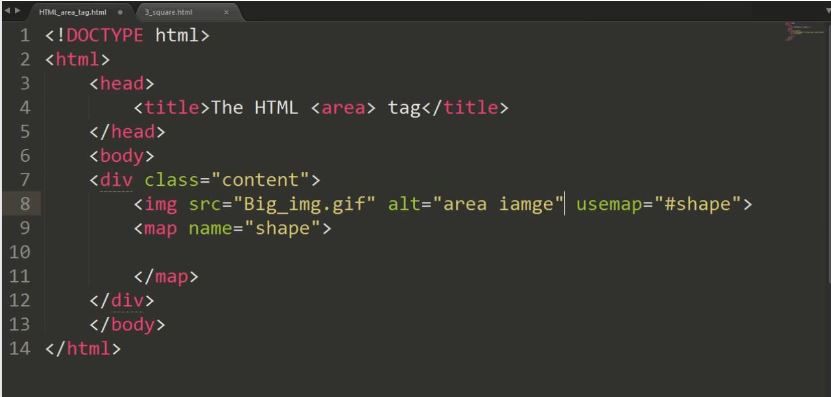 HTML_area_tag.html 3_square.html ×
1 <!DOCTYPE html>
2 <html>
3 <head>
4 <title>The HTML <area> tag</title>
5 </head>
6 <body>
7 <div class="content">
8 <img src="Big_img.gif" alt="area iamge" usemap="#shape">
9 <map name="shape">
10
11 </map>
12 </div>
13 </body>
14 </html>